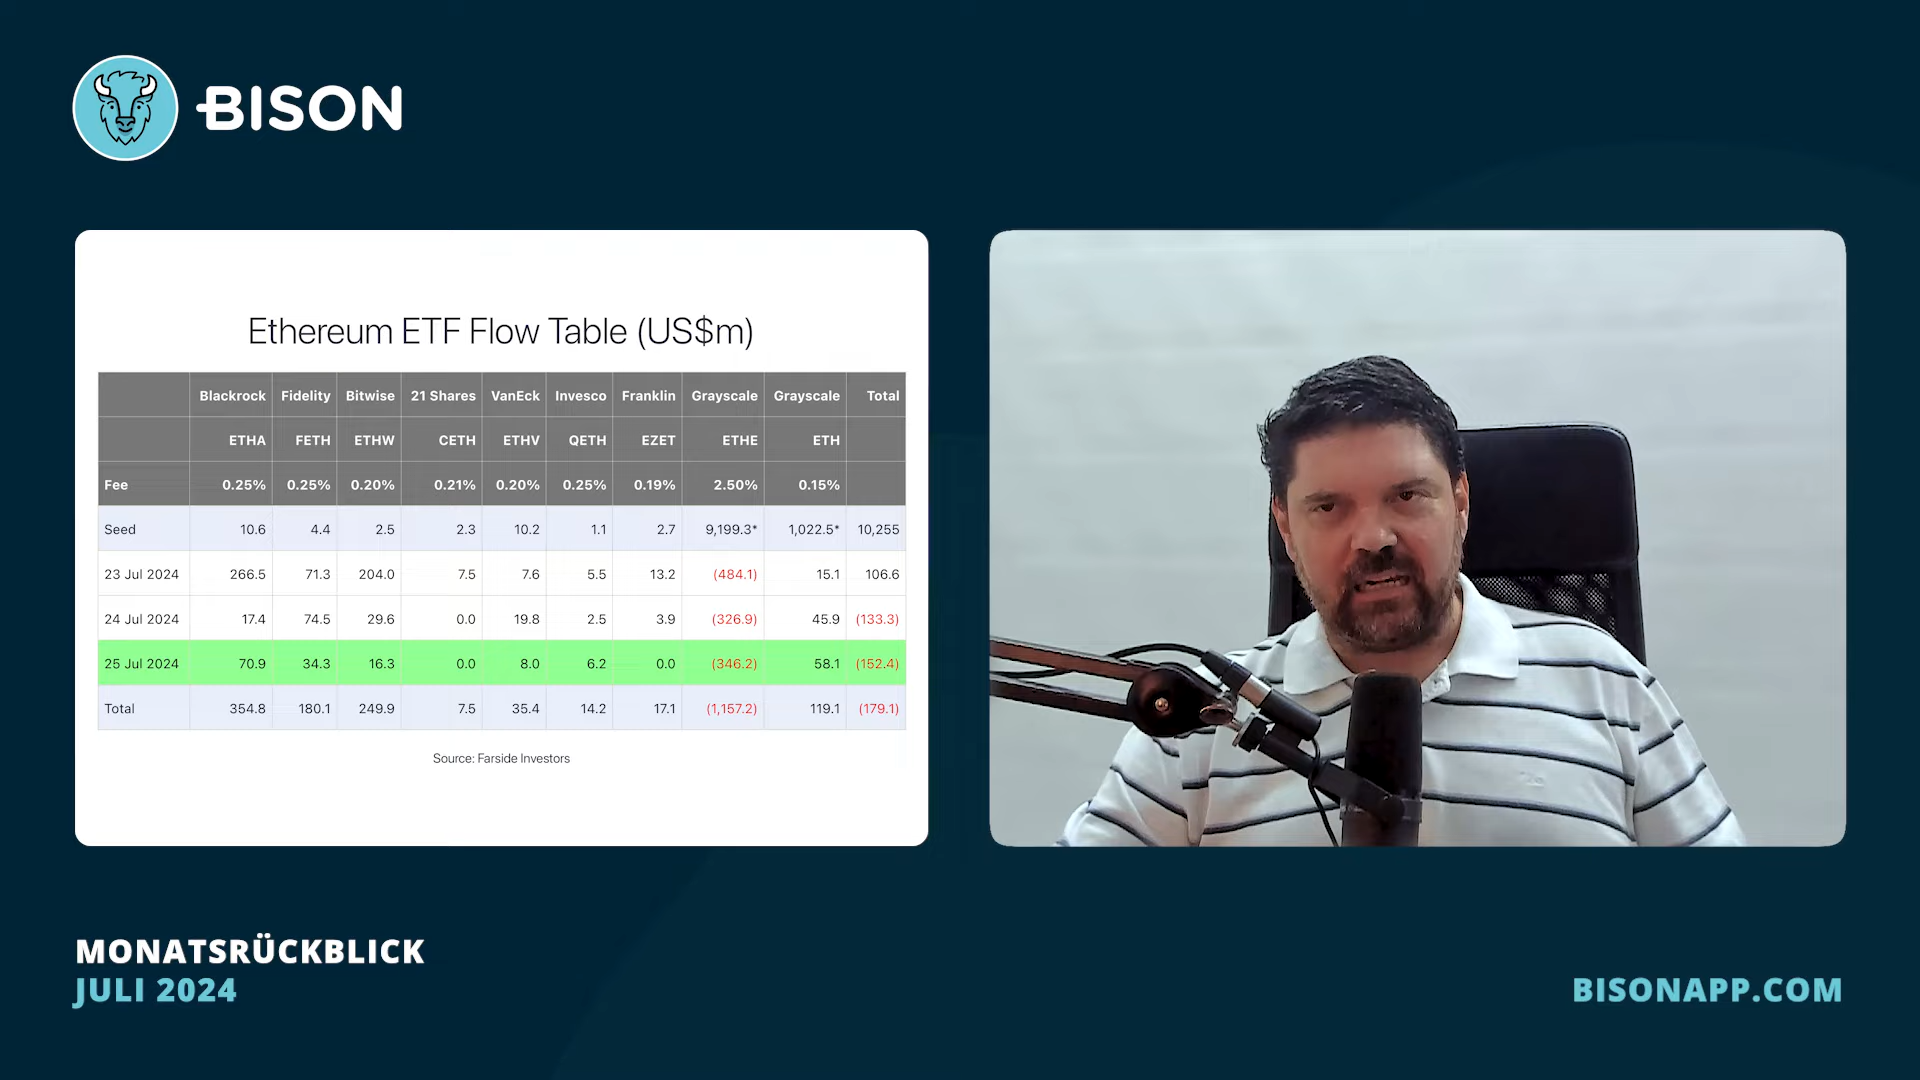 BISON
Ethereum ETF Flow Table (US$m)
Blackrock Fidelity Bitwise 21 Shares VanEck Invesco Franklin Grayscale Grayscale Total
ETHA FETH ETHW CETH ETHV QETH EZET ETHE ETH
Fee 0.25% 0.25% 0.20% 0.21% 0.20% 0.25% 0.19% 2.50% 0.15%
Seed 10.6 4.4 2.5 2.3 10.2 1.1 2.7 9,199.3* 1,022.5* 10,255
23 Jul 2024 266.5 71.3 204.0 7.5 7.6 5.5 13.2 (484.1) 15.1 106.6
24 Jul 2024 17.4 74.5 29.6 0.0 19.8 2.5 3.9 (326.9) 45.9 (133.3)
25 Jul 2024 70.9 34.3 16.3 0.0 8.0 6.2 0.0 (346.2) 58.1 (152.4)
Total 354.8 180.1 249.9 7.5 35.4 14.2 17.1 (1,157.2) 119.1 (179.1)
Source: Farside Investors
MONATSRÜCKBLICK
JULI 2024
BISONAPP.COM